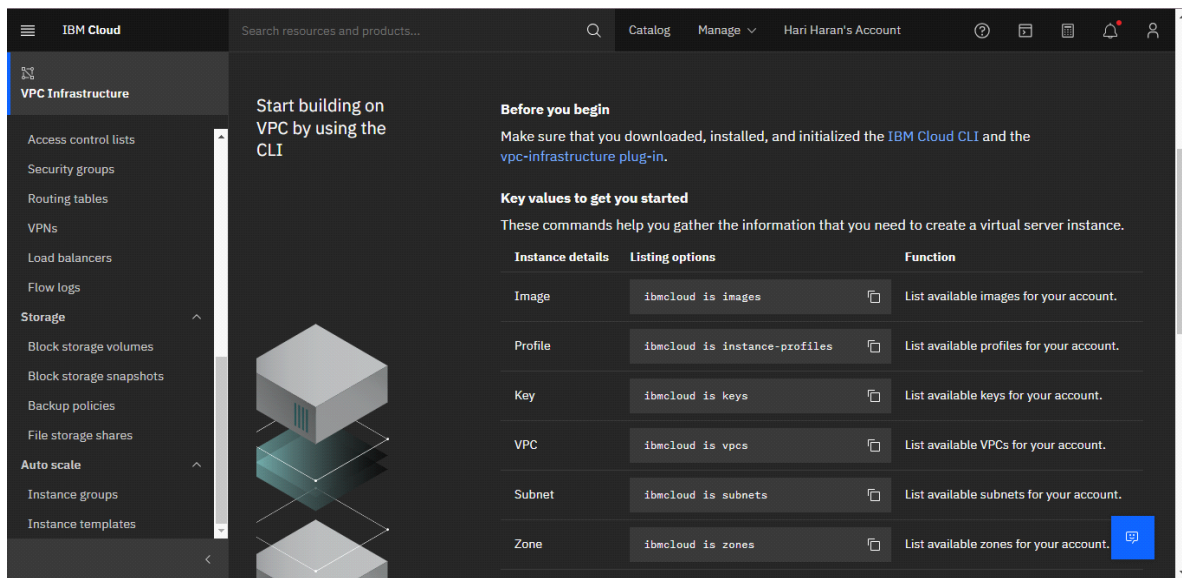 IBM Cloud
Search resources and products...
Catalog
Manage
Hari Haran's Account
VPC Infrastructure
Access control lists
Security groups
Routing tables
VPNs
Load balancers
Flow logs
Storage
Block storage volumes
Block storage snapshots
Backup policies
File storage shares
Auto scale
Instance groups
Instance templates
Start building on
VPC by using the
CLI
Before you begin
Make sure that you downloaded, installed, and initialized the IBM Cloud CLI and the
vpc-infrastructure plug-in.
Key values to get you started
These commands help you gather the information that you need to create a virtual server instance.
Instance details Listing options Function
Image ibmcloud is images List available images for your account.
Profile ibmcloud is instance-profiles List available profiles for your account.
Key ibmcloud is keys List available keys for your account.
VPC ibmcloud is vpcs List available VPCs for your account.
Subnet ibmcloud is subnets List available subnets for your account.
Zone ibmcloud is zones List available zones for your account.